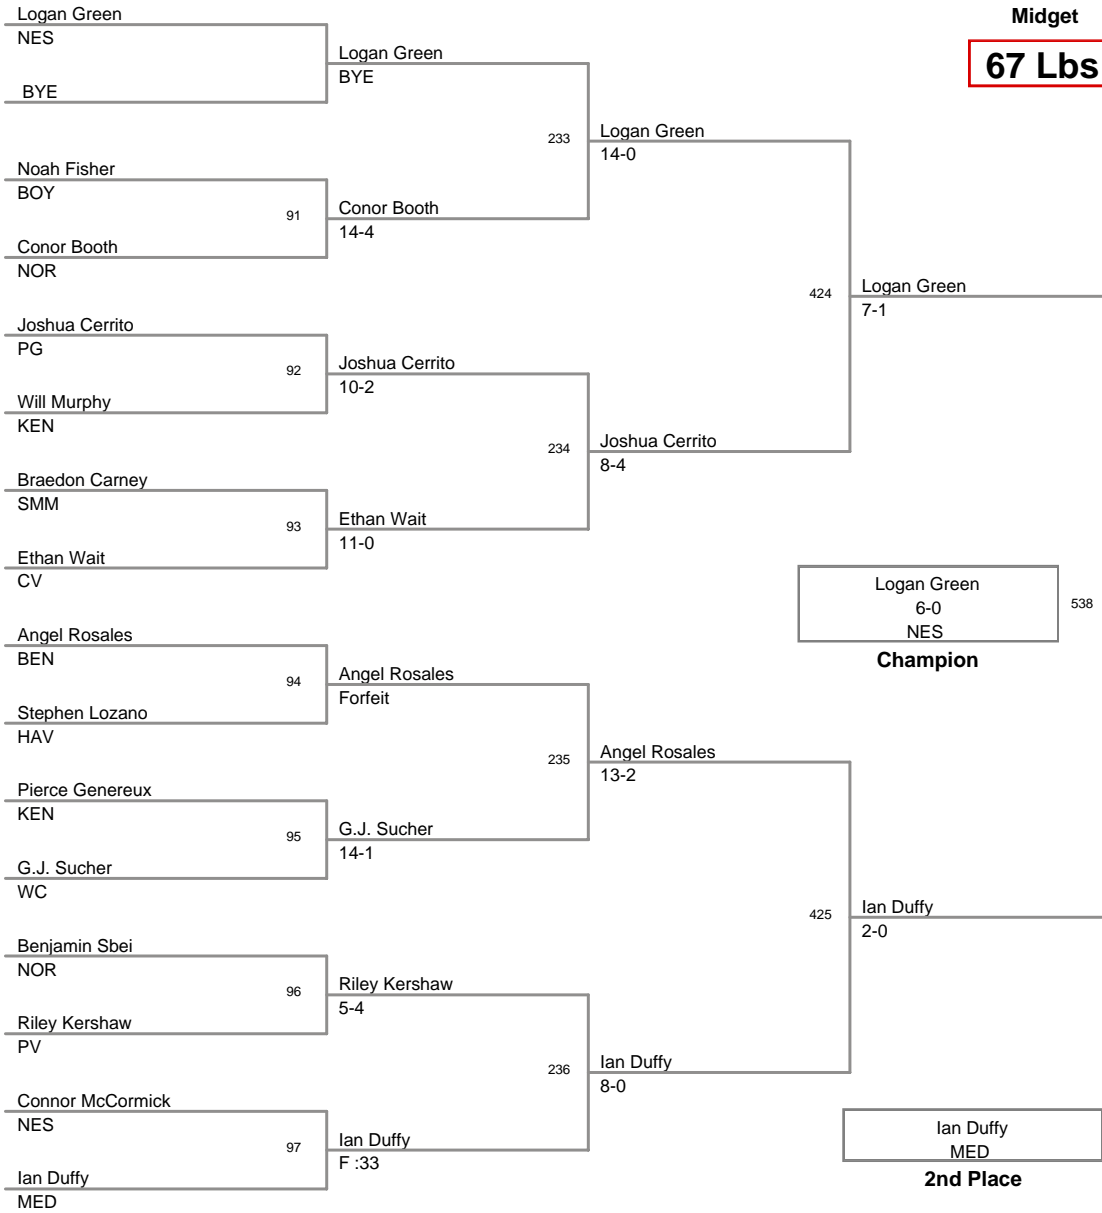 Midget
67 Lbs
Logan Green
NES
BYE
Noah Fisher
BOY
91
Conor Booth
NOR
Joshua Cerrito
PG
92
Will Murphy
KEN
Braedon Carney
SMM
93
Ethan Wait
CV
Angel Rosales
BEN
94
Stephen Lozano
HAV
Pierce Genereux
KEN
95
G.J. Sucher
WC
Benjamin Sbei
NOR
96
Riley Kershaw
PV
Connor McCormick
NES
97
Ian Duffy
MED
Logan Green
BYE
233
Conor Booth
14-4
Joshua Cerrito
10-2
234
Ethan Wait
11-0
Angel Rosales
Forfeit
235
G.J. Sucher
14-1
Riley Kershaw
5-4
236
Ian Duffy
F :33
Logan Green
14-0
424
Joshua Cerrito
8-4
Angel Rosales
13-2
425
Ian Duffy
8-0
Logan Green
7-1
Ian Duffy
2-0
Logan Green
6-0
NES
538
Champion
Ian Duffy
MED
2nd Place